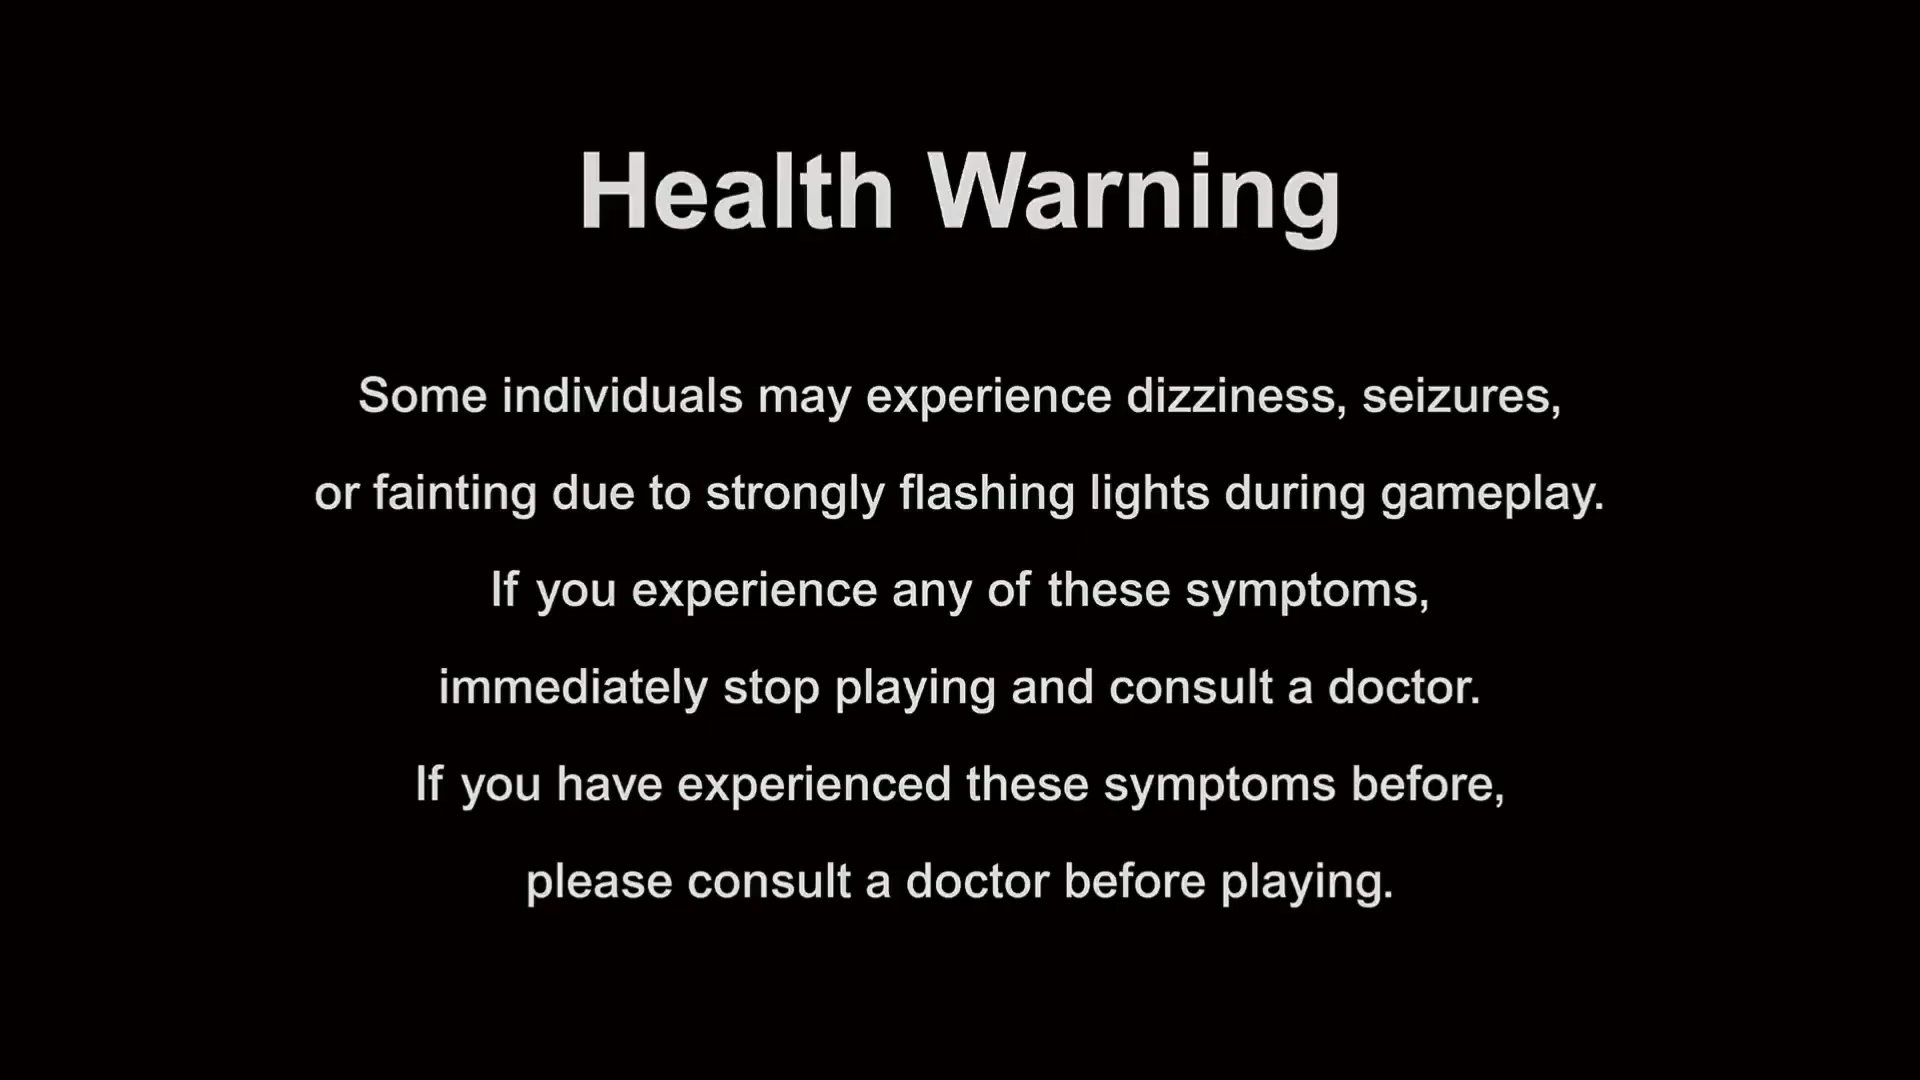 Health Warning
Some individuals may experience dizziness, seizures,
or fainting due to strongly flashing lights during gameplay.
If you experience any of these symptoms,
immediately stop playing and consult a doctor.
If you have experienced these symptoms before,
please consult a doctor before playing.